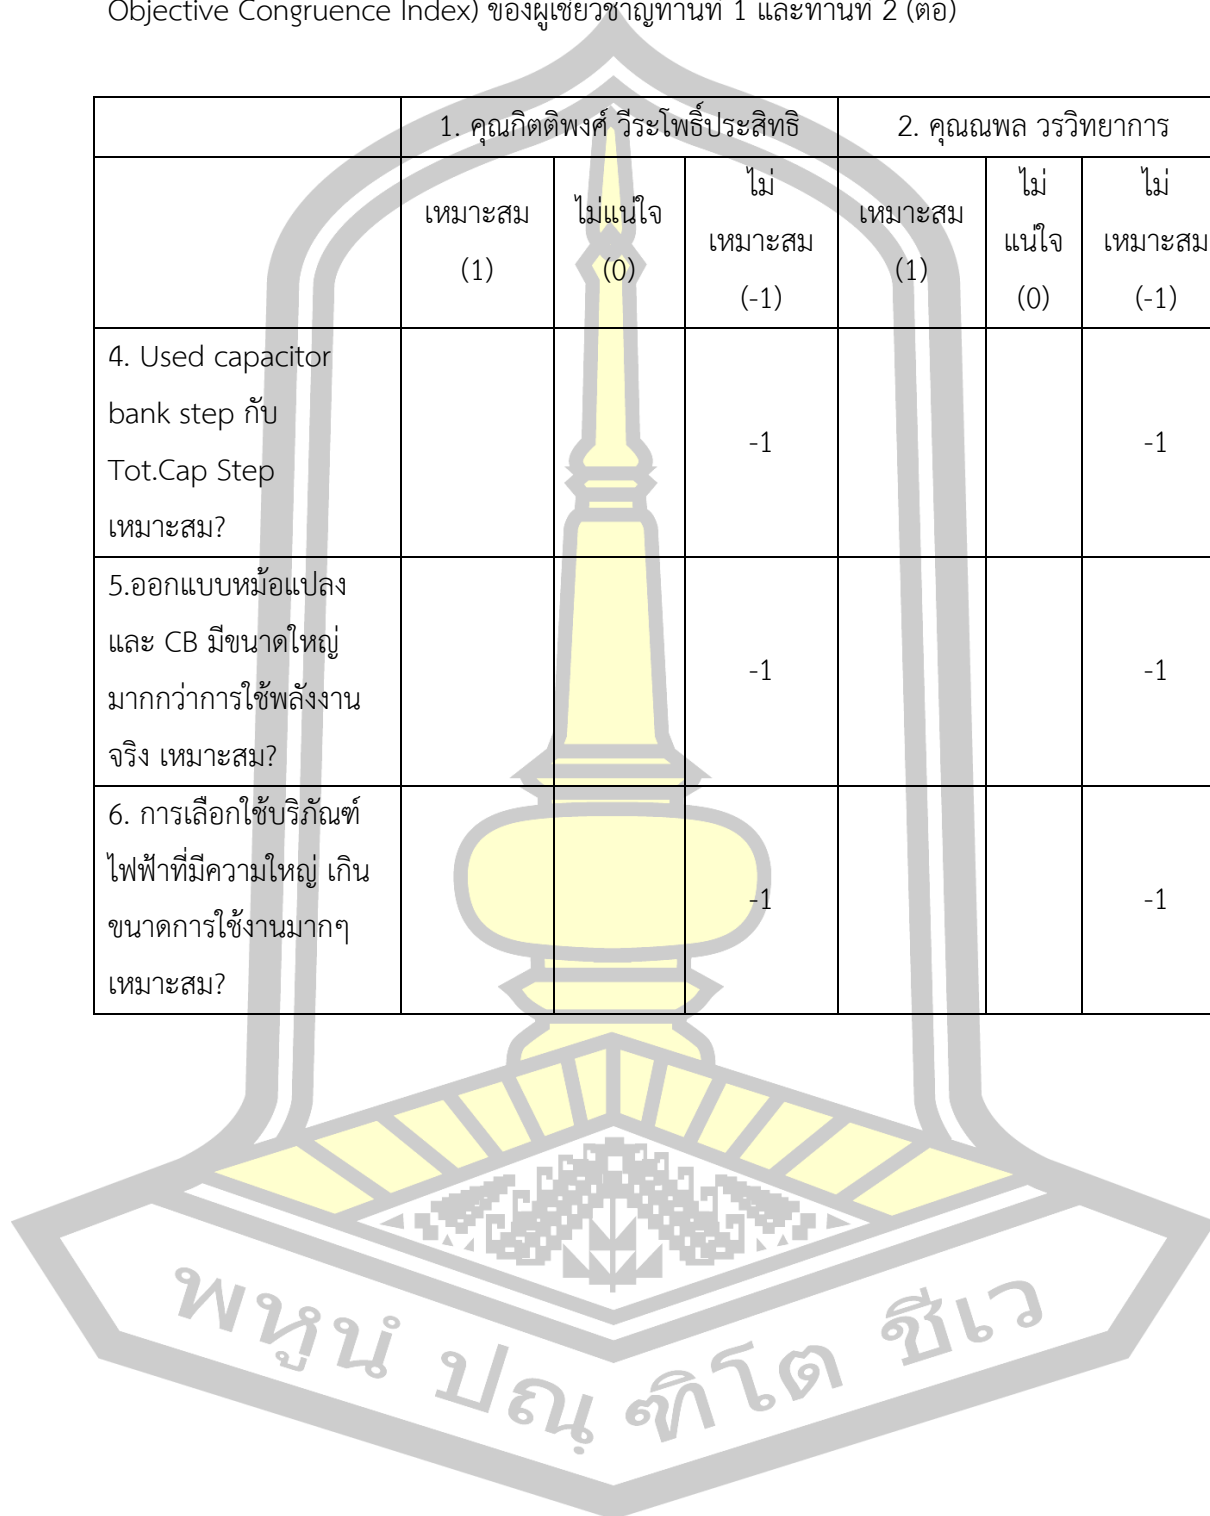 Objective Congruence Index) ของผู้เชี่ยวชาญท่านที่ 1 และท่านที่ 2 (ต่อ)
1. คุณกิตติพงศ์ วีระโพธิ์ประสิทธิ 2. คุณณพล วรวิทยาการ
เหมาะสม
(1)
ไม่แน่ใจ
(0)
ไม่
เหมาะสม
(-1)
เหมาะสม
(1)
ไม่
แน่ใจ
(0)
ไม่
เหมาะสม
(-1)
4. Used capacitor
bank step กับ
Tot.Cap Step
เหมาะสม?
-1
-1
5.ออกแบบหม้อแปลง
และ CB มีขนาดใหญ่
มากกว่าการใช้พลังงาน
จริง เหมาะสม?
-1
-1
6. การเลือกใช้บริภัณฑ์
ไฟฟ้าที่มีความใหญ่ เกิน
ขนาดการใช้งานมากๆ
เหมาะสม?
-1
-1
พหูนํ ปณฺฑิโต ชีเว